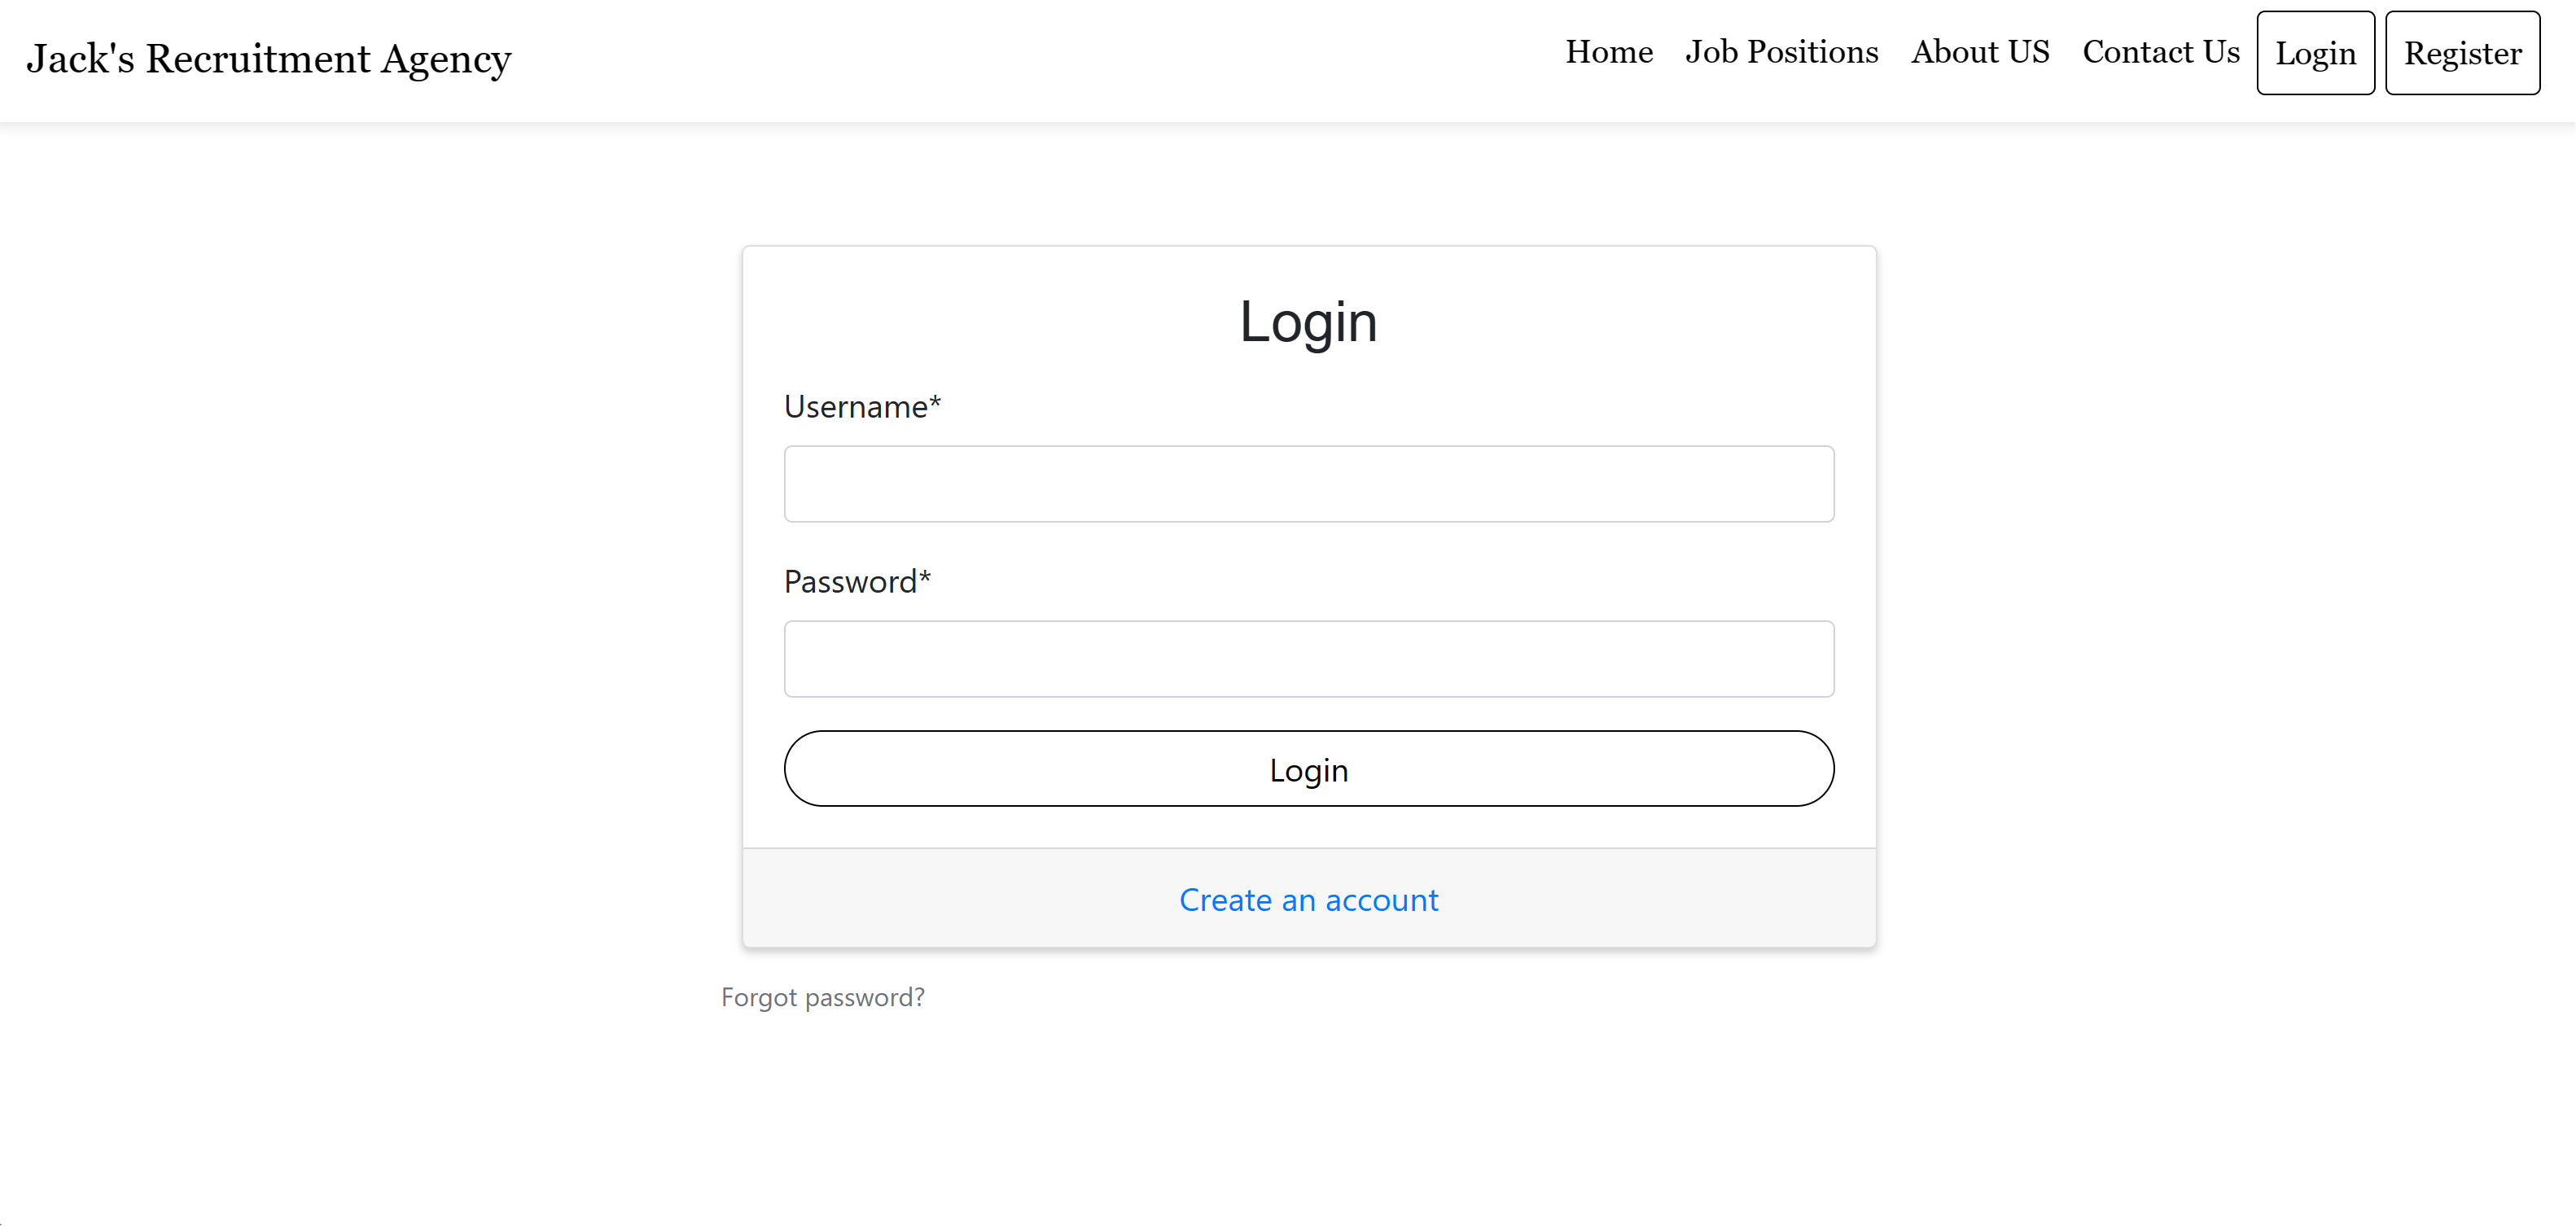 Jack's Recruitment Agency
Home Job Positions About US Contact Us Login Register
Login
Username*
Password*
Login
Create an account
Forgot password?